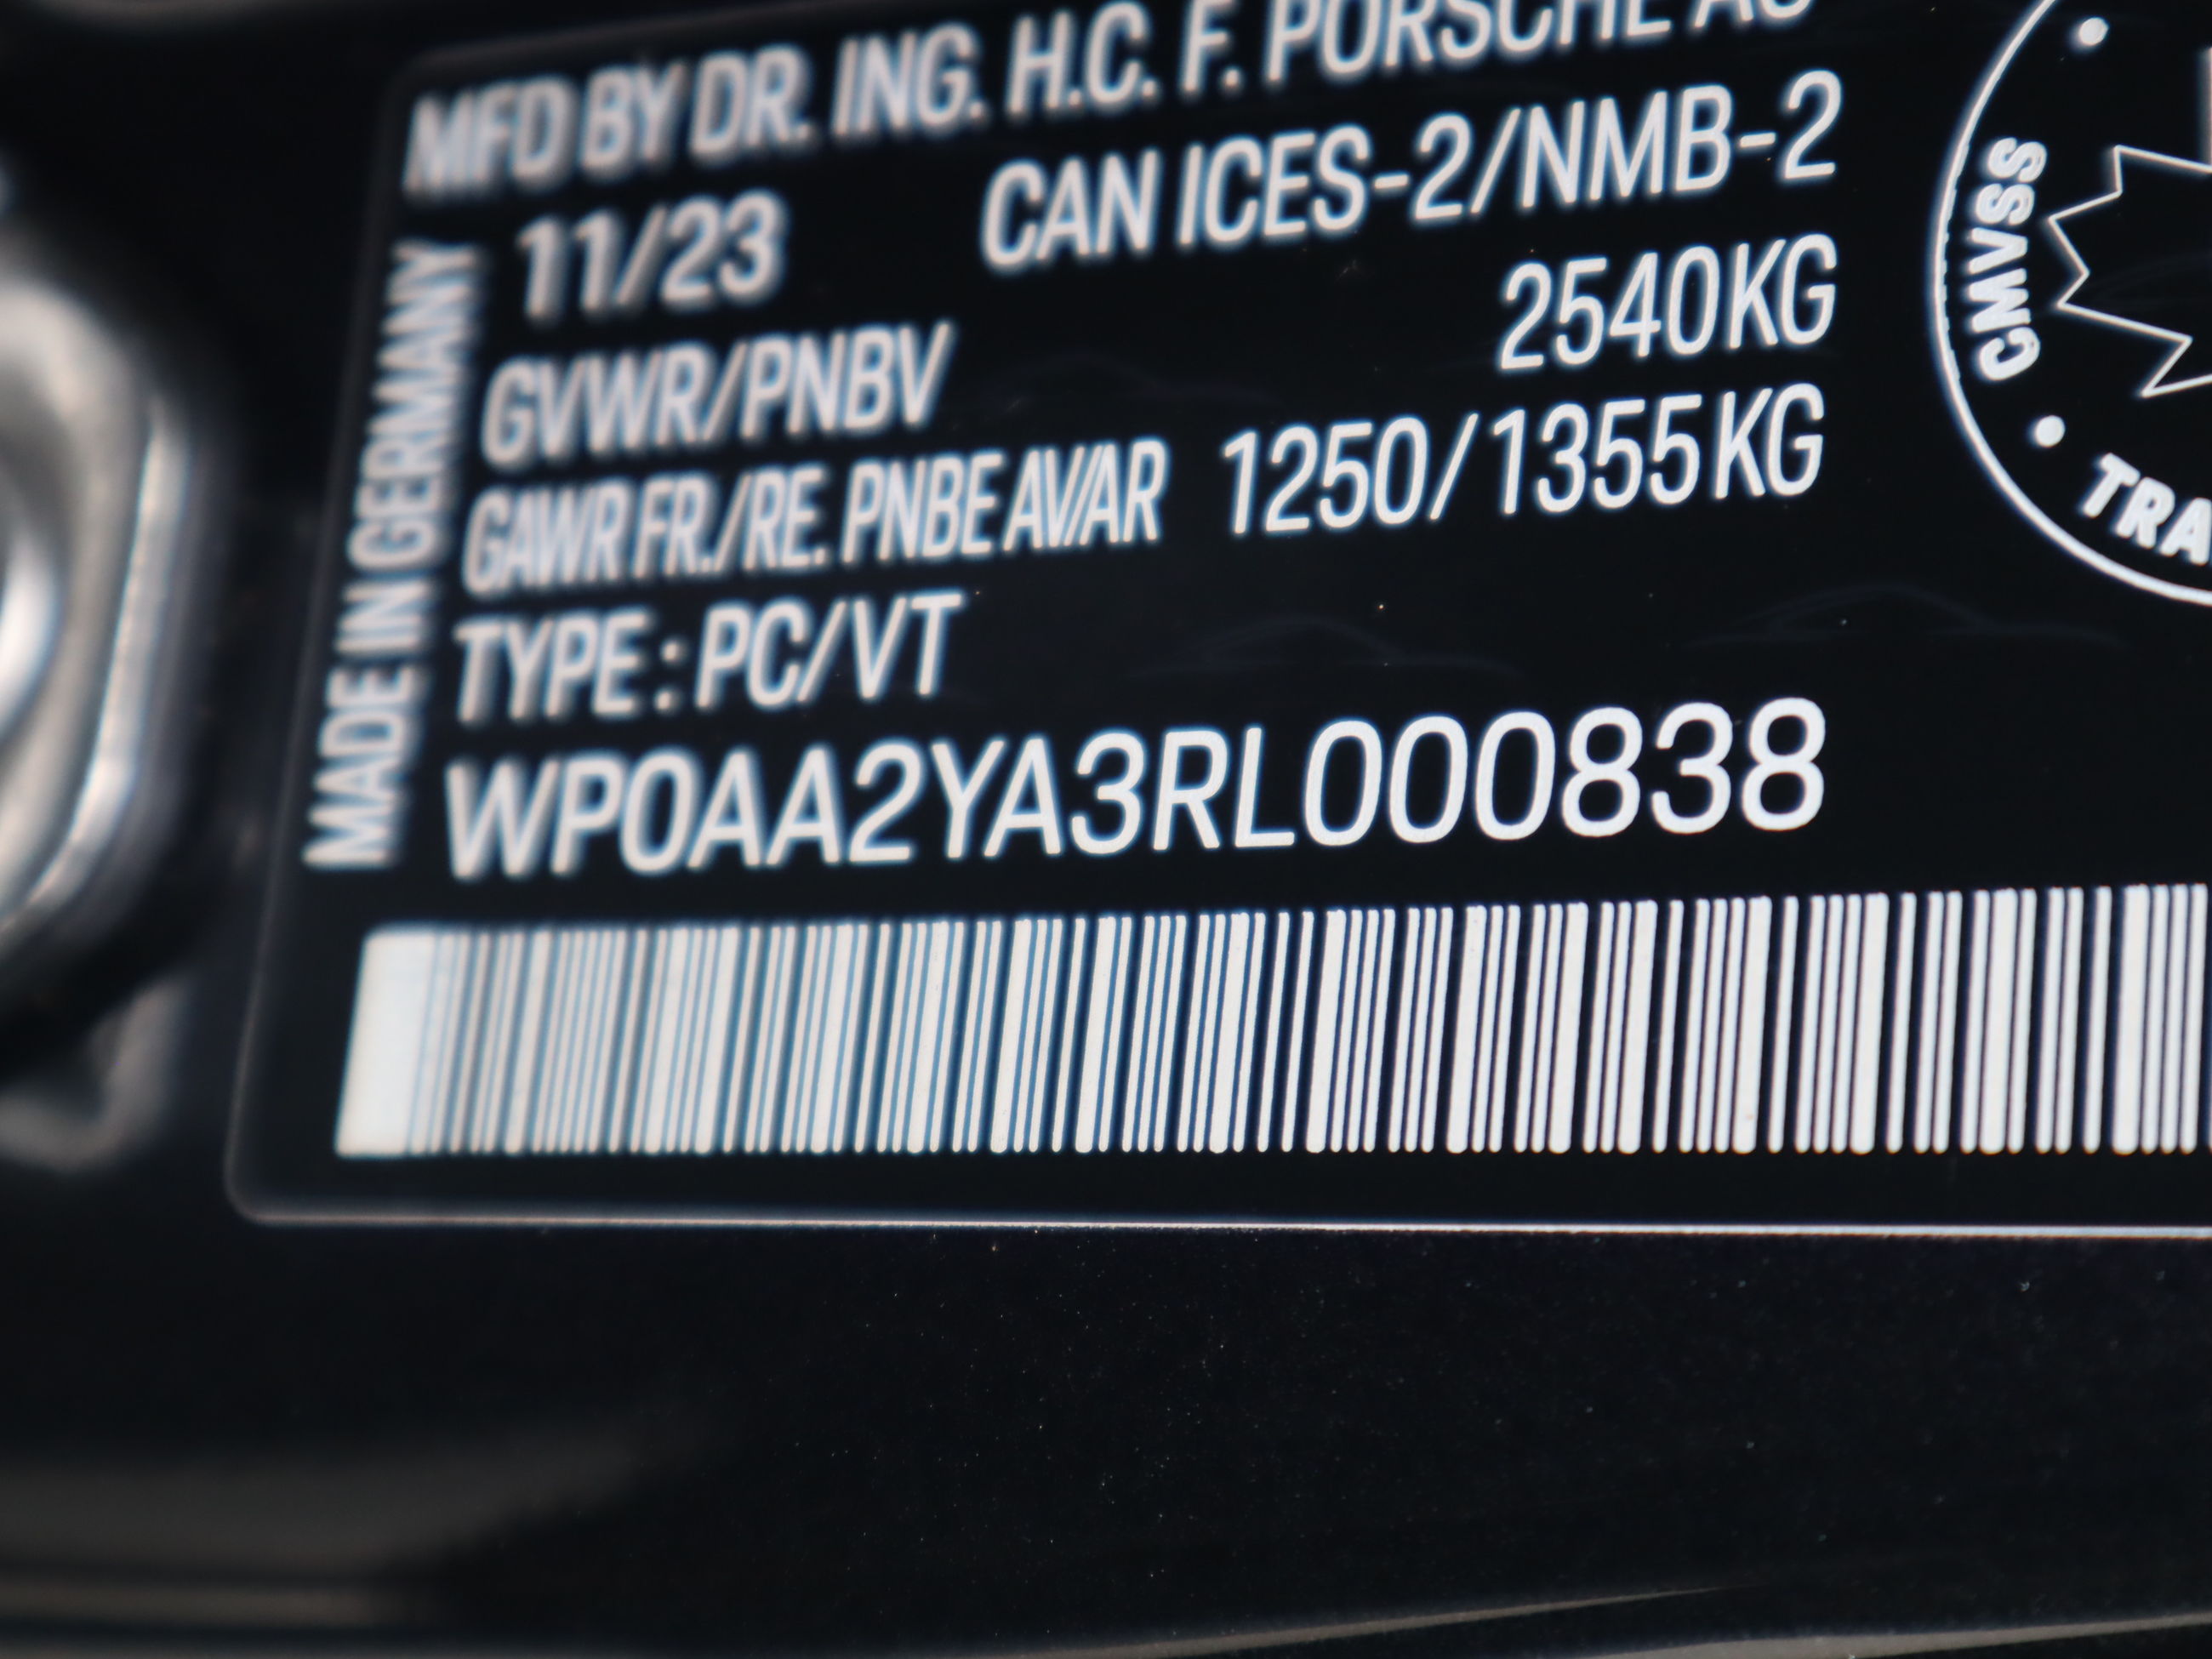 MFD BY DR. ING. H.C. F. PORSCHE AG
11/23 CAN ICES-2/NMB-2
GVWR/PNBV 2540KG
GAWR FR./RE. PNBE AV/AR 1250/1355KG
TYPE : PC/VT
WP0AA2YA3RL000838
MADE IN GERMANY
CMVSS